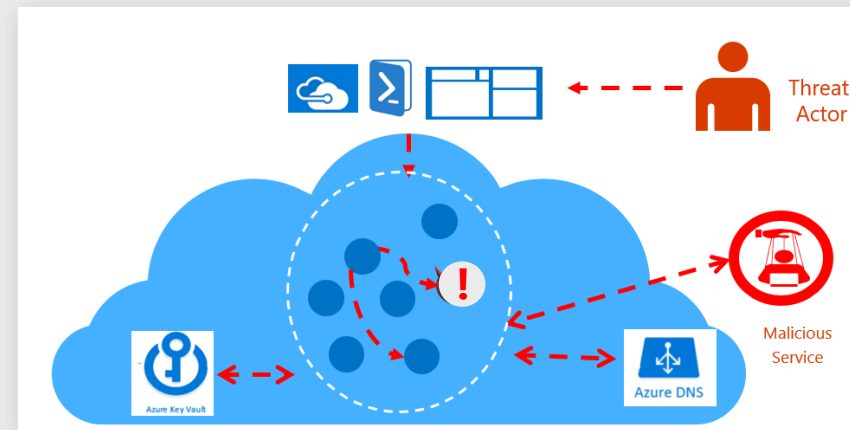 Threat
Actor
!
Malicious
Service
Azure Key Vault
Azure DNS